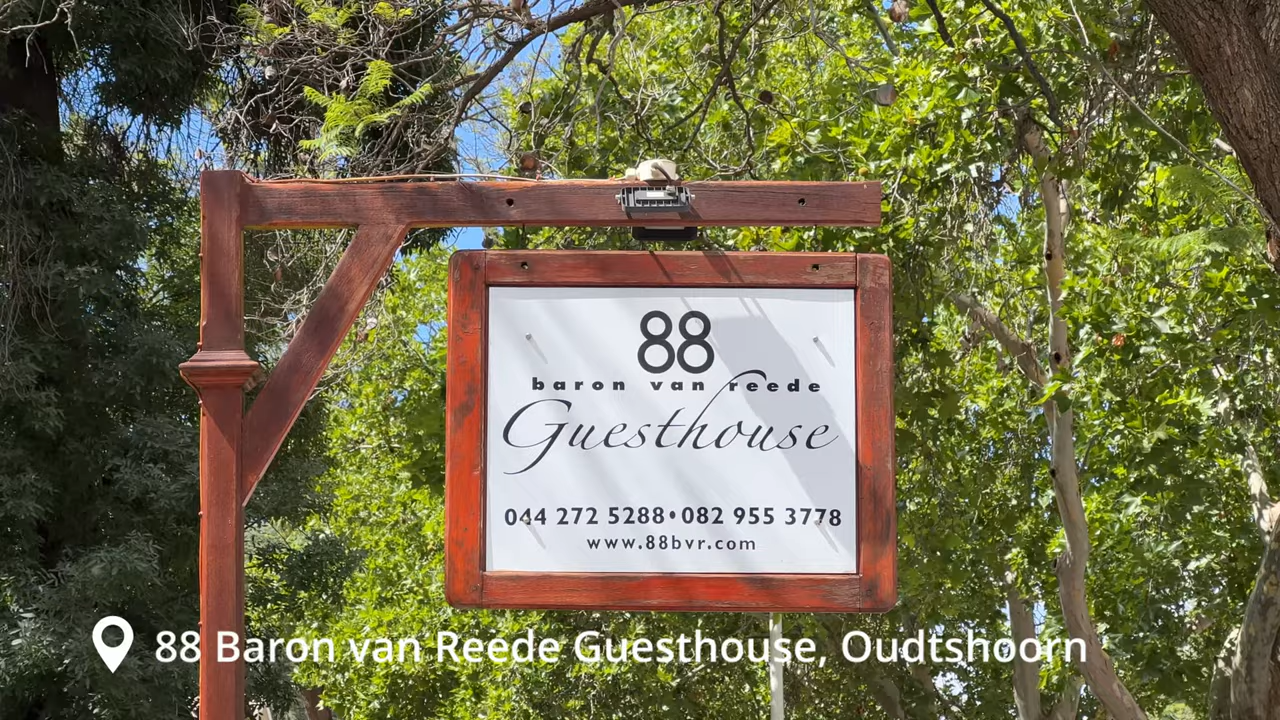 88
baron van reede
Guesthouse
044 272 5288•082 955 3778
www.88bvr.com
88 Baron van Reede Guesthouse, Oudtshoorn